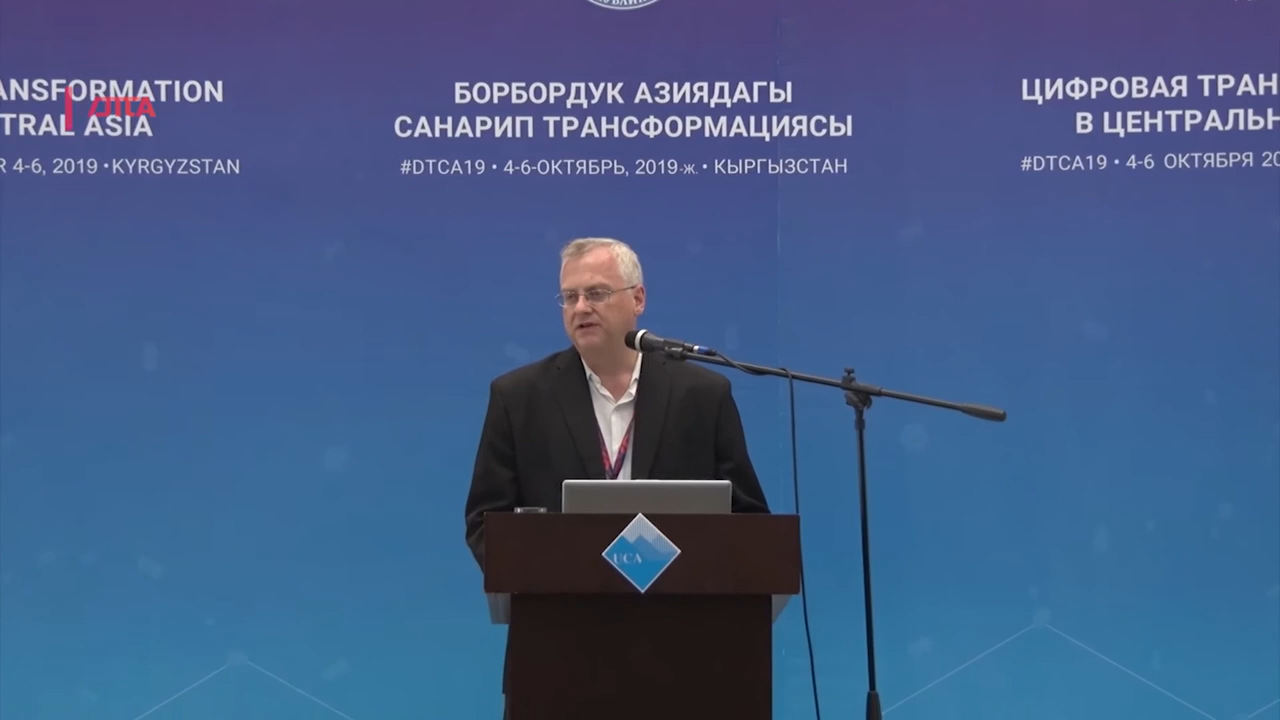 ANSFORMATION
TRAL ASIA
R 4-6, 2019 • KYRGYZSTAN
DTCA
БОРБОРДУК АЗИЯДАГЫ
САНАРИП ТРАНСФОРМАЦИЯСЫ
#DTCA19 • 4-6-ОКТЯБРЬ, 2019-ж. • КЫРГЫЗСТАН
ЦИФРОВАЯ ТРАН
В ЦЕНТРАЛЬН
#DTCA19 • 4-6 ОКТЯБРЯ 20
UCA